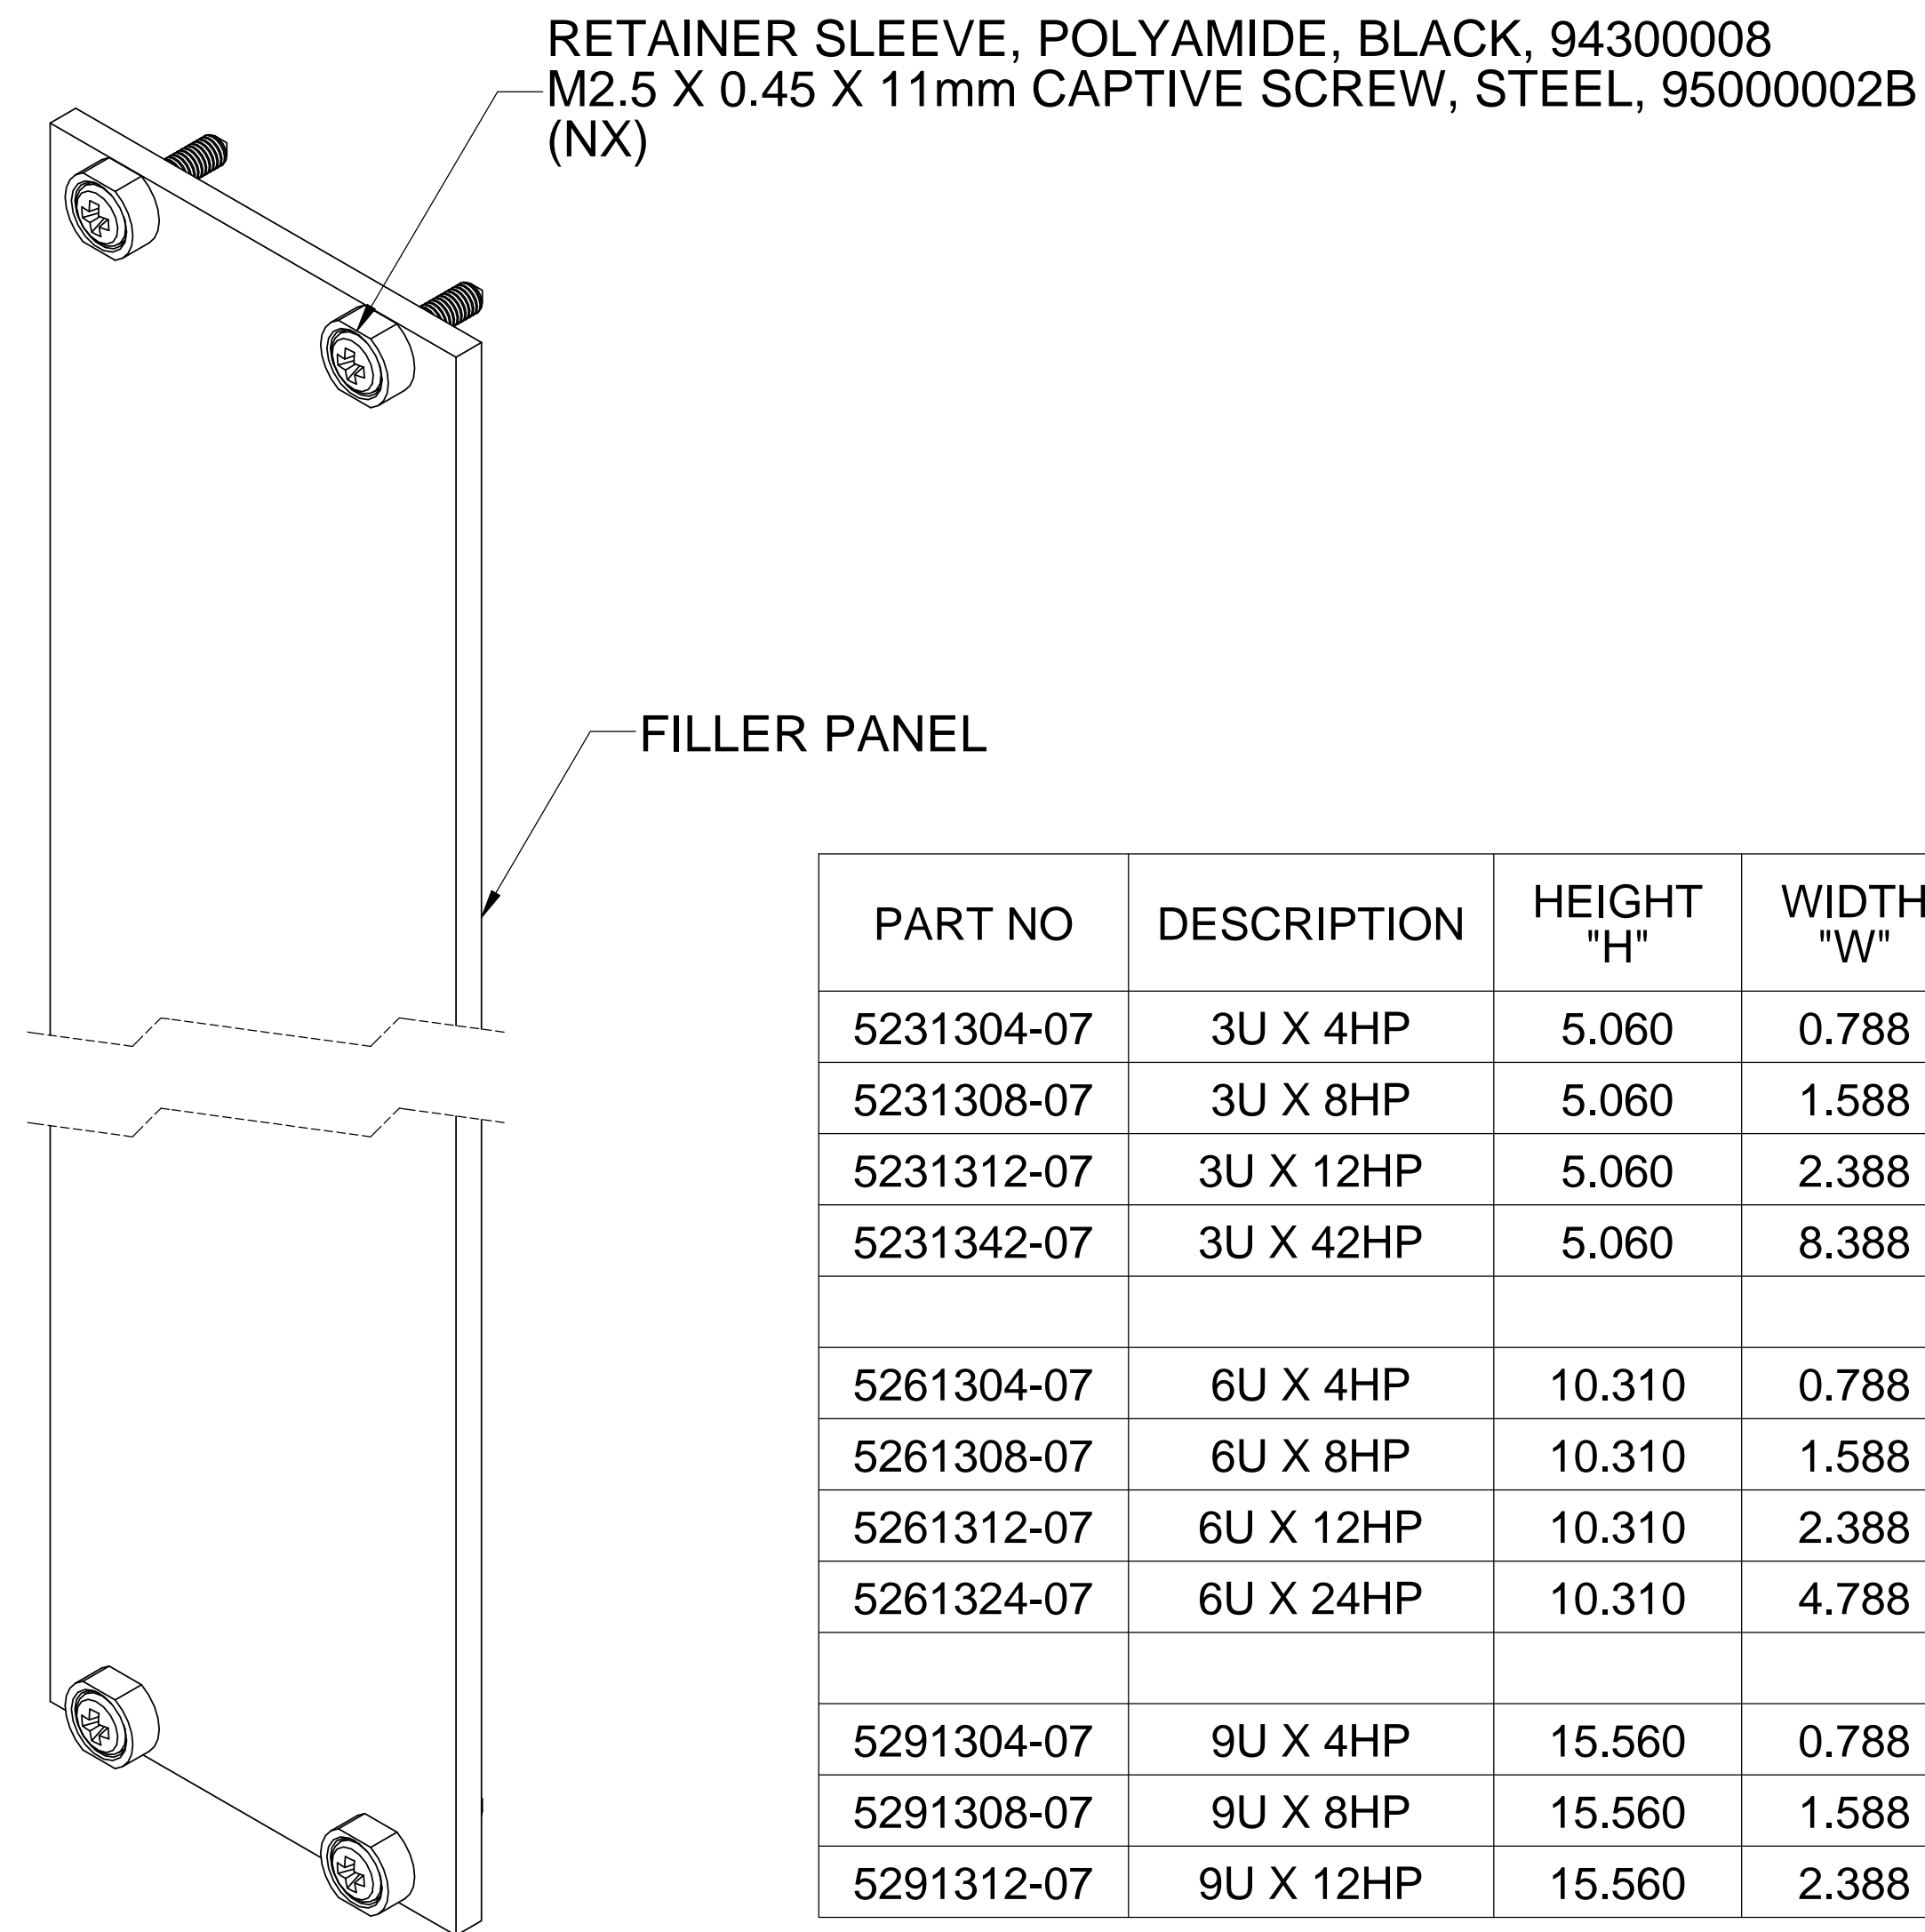 RETAINER SLEEVE, POLYAMIDE, BLACK, 94300008
M2.5 X 0.45 X 11mm CAPTIVE SCREW, STEEL, 95000002B
(NX)
FILLER PANEL
PART NO DESCRIPTION HEIGHT "H" WIDTH "W"
5231304-07 3U X 4HP 5.060 0.788
5231308-07 3U X 8HP 5.060 1.588
5231312-07 3U X 12HP 5.060 2.388
5231342-07 3U X 42HP 5.060 8.388
5261304-07 6U X 4HP 10.310 0.788
5261308-07 6U X 8HP 10.310 1.588
5261312-07 6U X 12HP 10.310 2.388
5261324-07 6U X 24HP 10.310 4.788
5291304-07 9U X 4HP 15.560 0.788
5291308-07 9U X 8HP 15.560 1.588
5291312-07 9U X 12HP 15.560 2.388